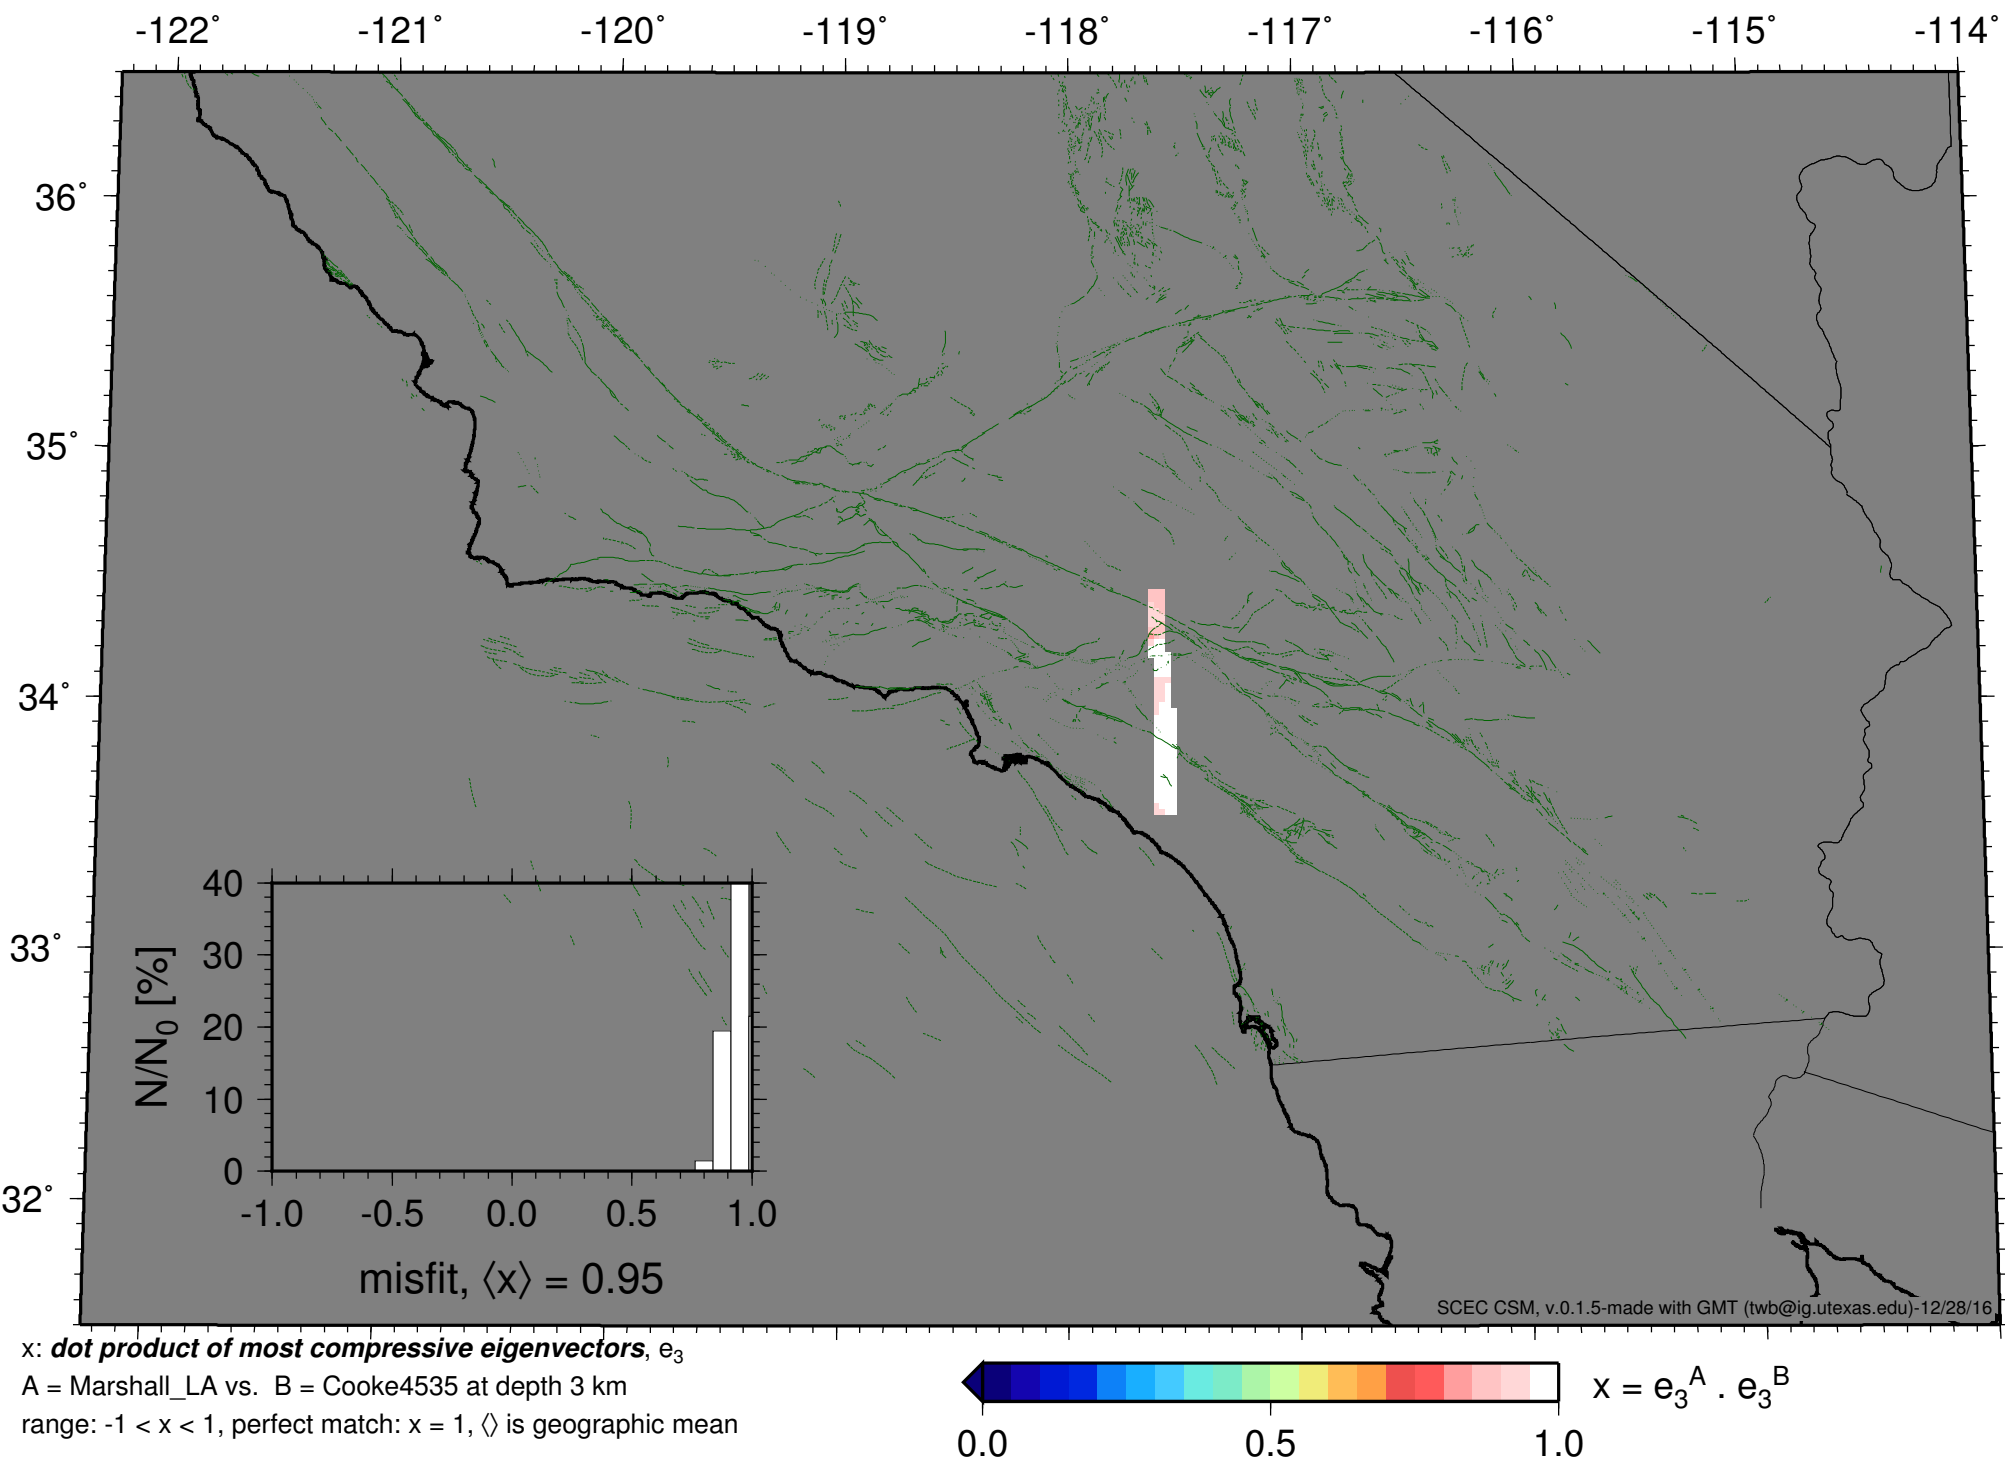 -122° -121° -120° -119° -118° -117° -116° -115° -114°
36°
35°
34°
33°
32°
40
30
20
10
0
N/N0 [%]
-1.0 -0.5 0.0 0.5 1.0
misfit, ⟨x⟩ = 0.95
SCEC CSM, v.0.1.5-made with GMT (twb@ig.utexas.edu)-12/28/16
x: dot product of most compressive eigenvectors, e3
A = Marshall_LA vs. B = Cooke4535 at depth 3 km
range: -1 < x < 1, perfect match: x = 1, ⟨⟩ is geographic mean
x = e3^A . e3^B
0.0 0.5 1.0